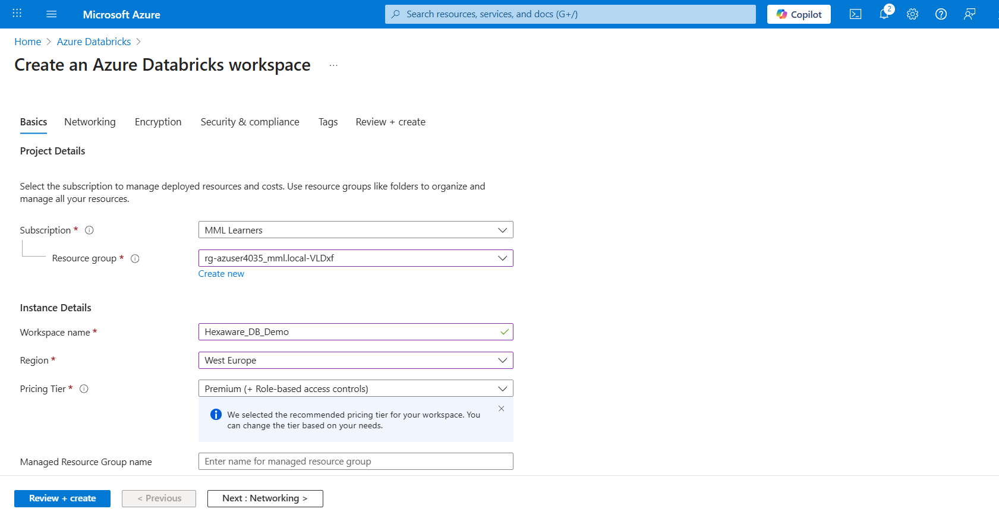 Microsoft Azure
Search resources, services, and docs (G+/)
Copilot
2
Home > Azure Databricks >
Create an Azure Databricks workspace ...
Basics Networking Encryption Security & compliance Tags Review + create
Project Details
Select the subscription to manage deployed resources and costs. Use resource groups like folders to organize and
manage all your resources.
Subscription * MML Learners
Resource group * rg-azuser4035_mml.local-VLDxf
Create new
Instance Details
Workspace name * Hexaware_DB_Demo
Region * West Europe
Pricing Tier * Premium (+ Role-based access controls)
We selected the recommended pricing tier for your workspace. You
can change the tier based on your needs.
Managed Resource Group name Enter name for managed resource group
Review + create < Previous Next : Networking >